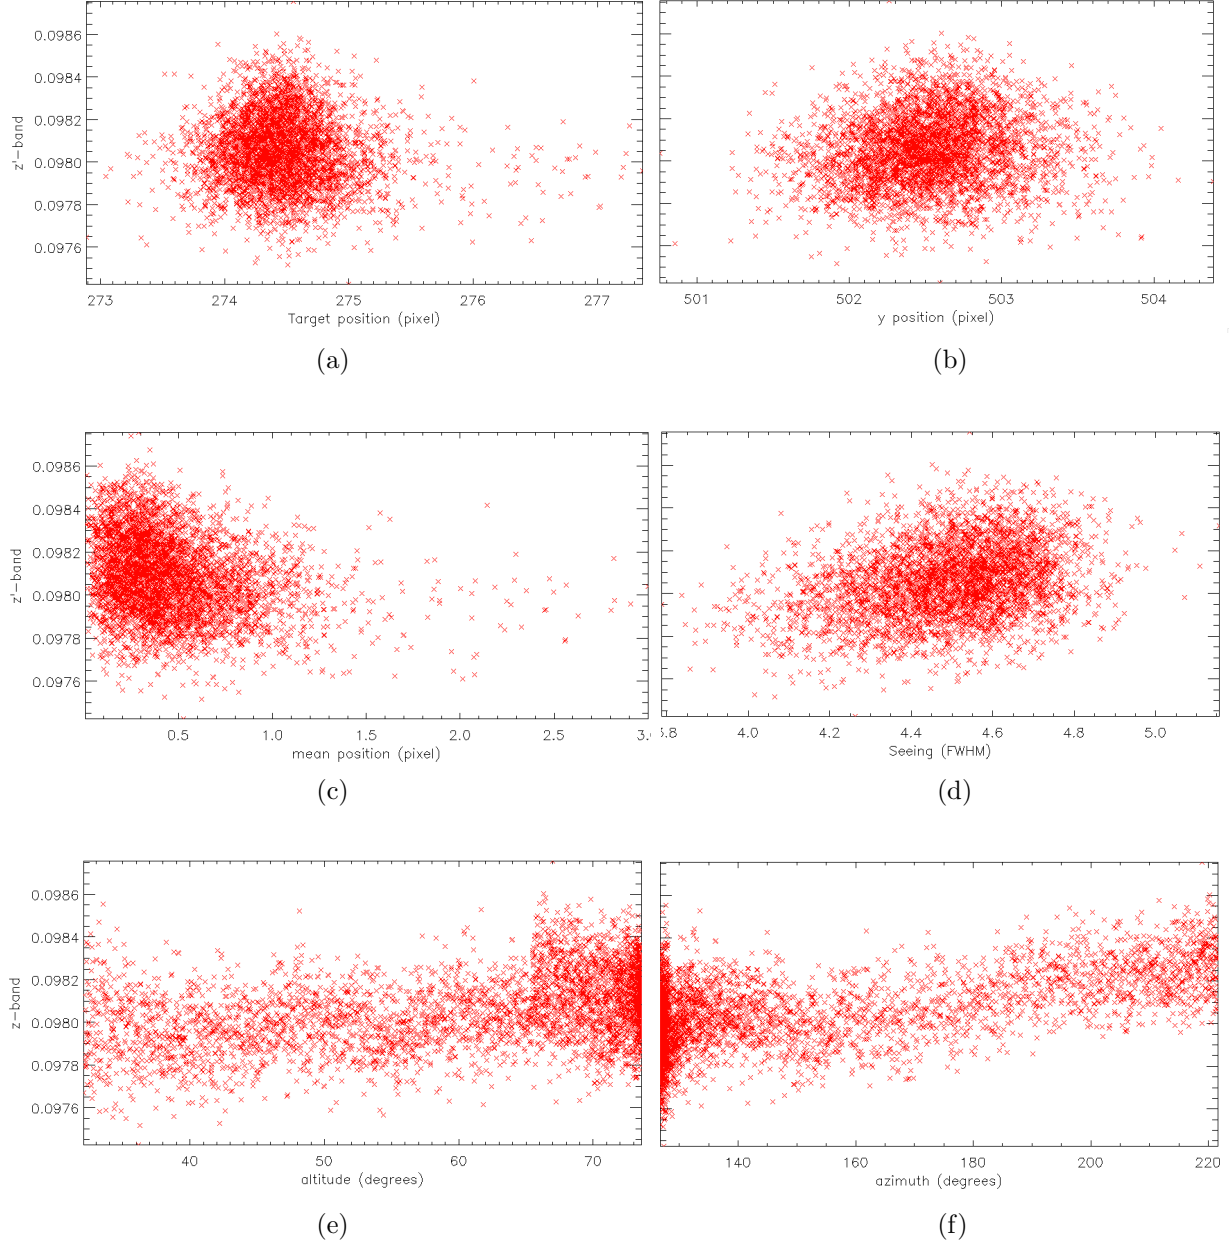 0.0986
0.0984
0.0982
0.0980
0.0978
0.0976
z'-band
273 274 275 276 277
Target position (pixel)
(a)
501 502 503 504
y position (pixel)
(b)
0.0986
0.0984
0.0982
0.0980
0.0978
0.0976
z'-band
0.5 1.0 1.5 2.0 2.5 3.
mean position (pixel)
(c)
.8 4.0 4.2 4.4 4.6 4.8 5.0
Seeing (FWHM)
(d)
0.0986
0.0984
0.0982
0.0980
0.0978
0.0976
z-band
40 50 60 70
altitude (degrees)
(e)
140 160 180 200 220
azimuth (degrees)
(f)